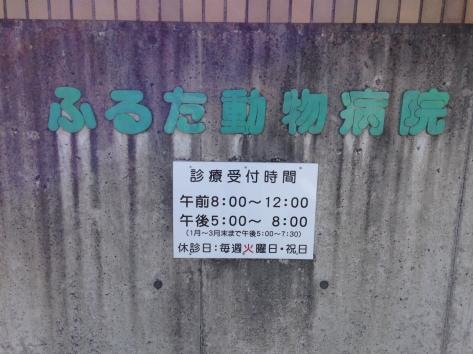 ふるた動物病院
診療受付時間
午前8:00〜12:00
午後5:00〜 8:00
(1月〜3月末まで午後5:00〜7:30)
休診日:毎週火曜日・祝日